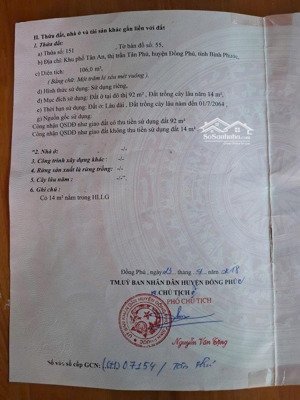 II. Thửa đất, nhà ở và tài sản khác gắn liền với đất
1. Thửa đất:
a) Thửa số: 151 , Tờ bản đồ số: 55,
b) Địa chỉ: Khu phố Tân An, thị trấn Tân Phú, huyện Đồng Phú, tỉnh Bình Phước,
c) Diện tích: 106,0 m²,
( Bằng chữ: Một trăm lẻ sáu mét vuông )
d) Hình thức sử dụng: Sử dụng riêng,
đ) Mục đích sử dụng: Đất ở tại đô thị 92 m² , Đất trồng cây lâu năm 14 m²,
e) Thời hạn sử dụng: Đất ở: Lâu dài , Đất trồng cây lâu năm đến 01/7/2064 ,
g) Nguồn gốc sử dụng:
Công nhận QSDĐ như giao đất có thu tiền sử dụng đất 92 m²
Công nhận QSDĐ như giao đất không thu tiền sử dụng đất 14 m²
*2. Nhà ở: -/-
3. Công trình xây dựng khác: -/-
4. Rừng sản xuất là rừng trồng: -/-
5. Cây lâu năm: -/-
6. Ghi chú :
Có 14 m² nằm trong HLLG
SoSanhNha.com
Đồng Phú, ngày tháng năm 2018
TM.UỶ BAN NHÂN DÂN HUYỆN ĐỒNG PHÚ
CHỦ TỊCH
PHÓ CHỦ TỊCH
Nguyễn Văn Tặng
Số vào sổ cấp GCN: 07154 / Tân Phú